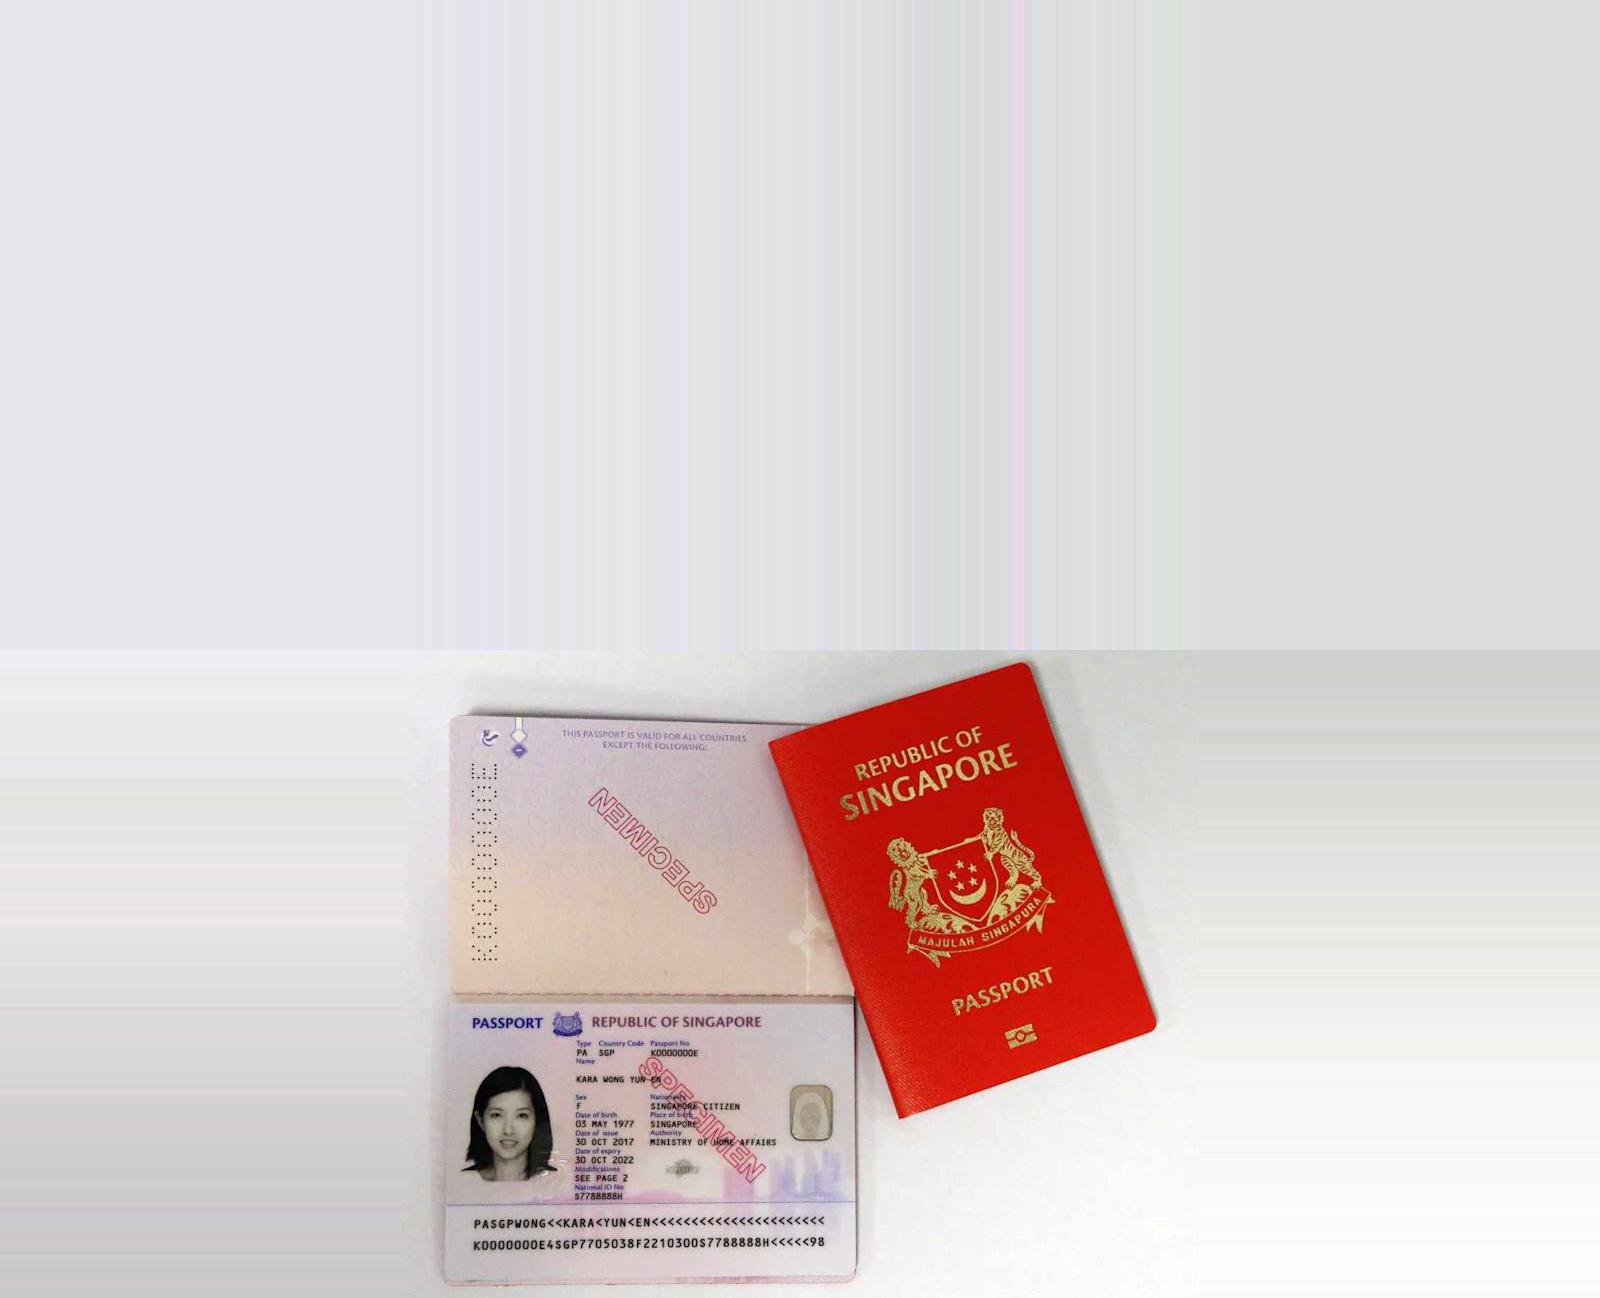 THIS PASSPORT IS VALID FOR ALL COUNTRIES
EXCEPT THE FOLLOWING:
K0000000E
SPECIMEN
PASSPORT REPUBLIC OF SINGAPORE
Type Country Code Passport No
PA SGP K0000000E
Name
KARA WONG YUN EN
Sex Nationality
F SINGAPORE CITIZEN
Date of birth Place of birth
03 MAY 1977 SINGAPORE
Date of issue Authority
30 OCT 2017 MINISTRY OF HOME AFFAIRS
Date of expiry
30 OCT 2022
Modifications
SEE PAGE 2
National ID No
S7788888H
SPECIMEN
PASGPWONG<<KARA<YUN<EN<<<<<<<<<<<<<<<<<<<<<<
K0000000E4SGP7705038F2210300S7788888H<<<<<98
REPUBLIC OF
SINGAPORE
MAJULAH SINGAPURA
PASSPORT